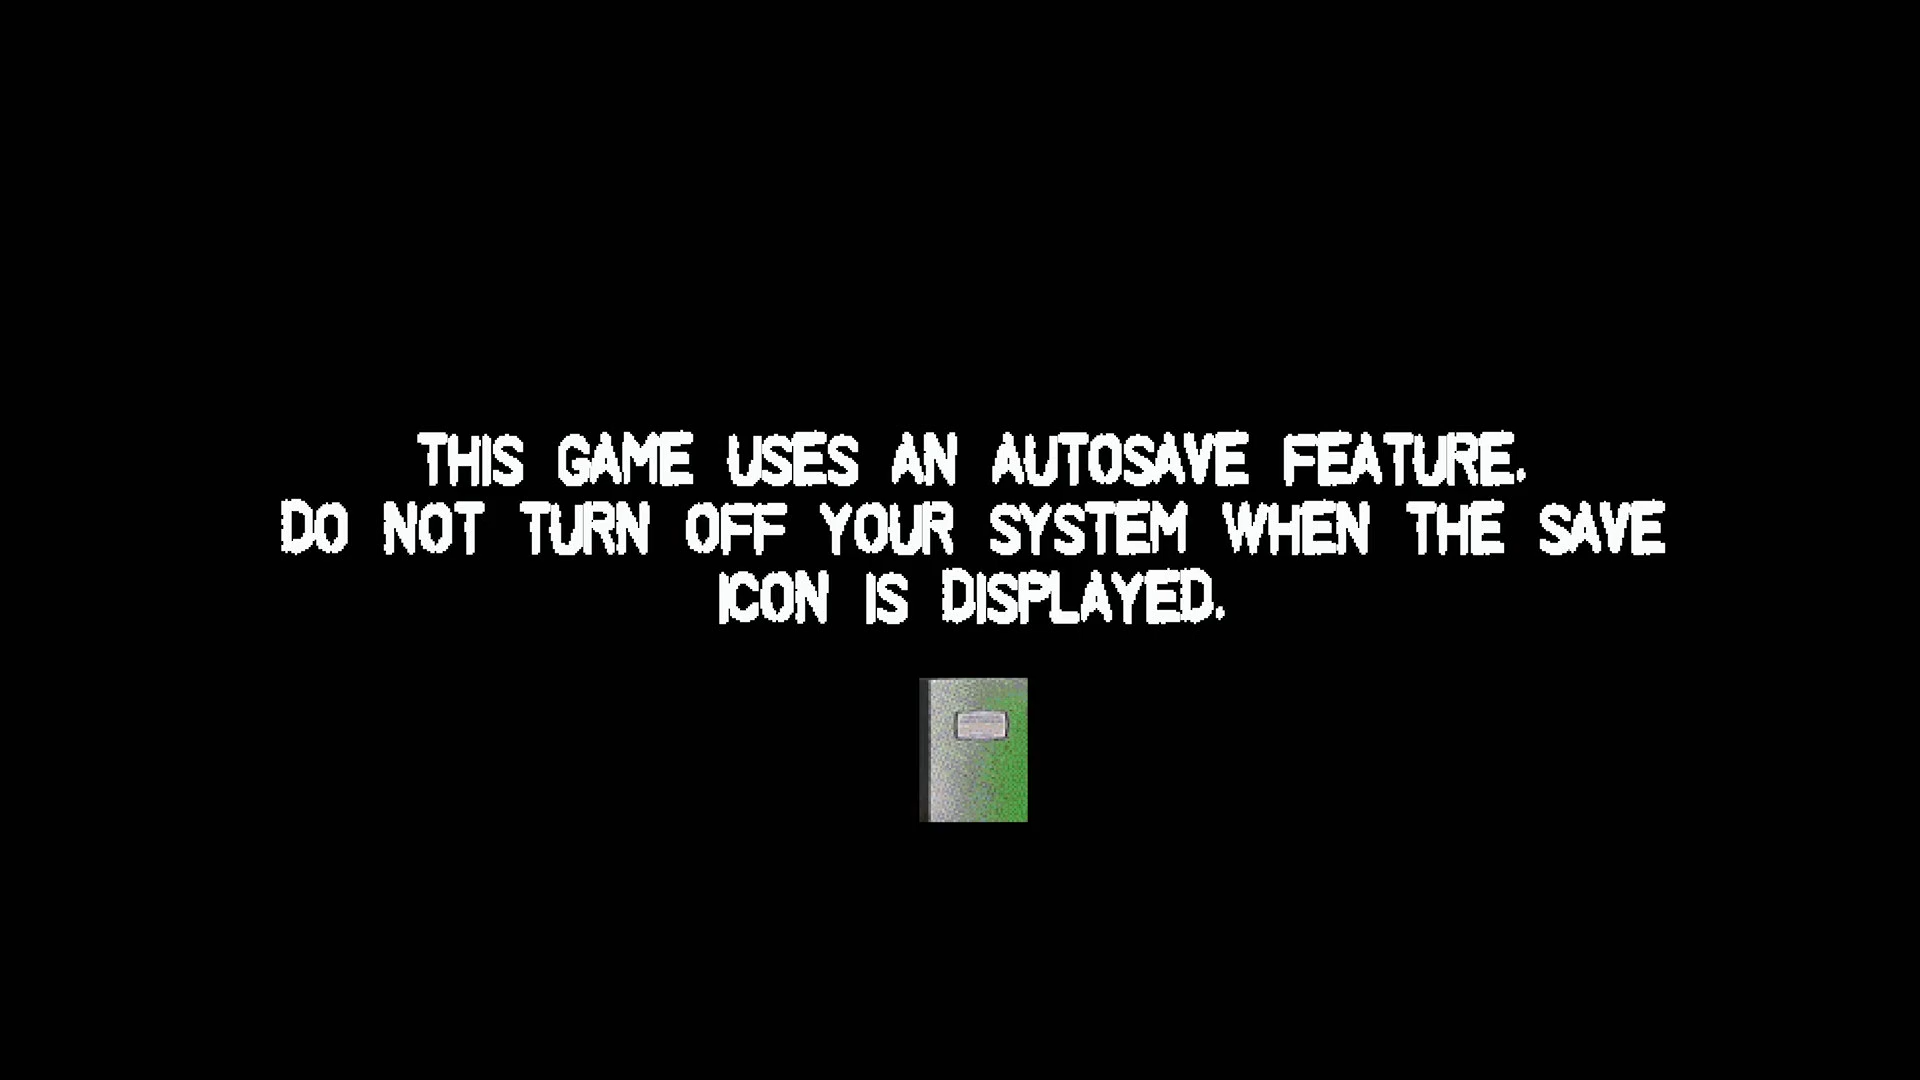 THIS GAME USES AN AUTOSAVE FEATURE.
DO NOT TURN OFF YOUR SYSTEM WHEN THE SAVE
ICON IS DISPLAYED.